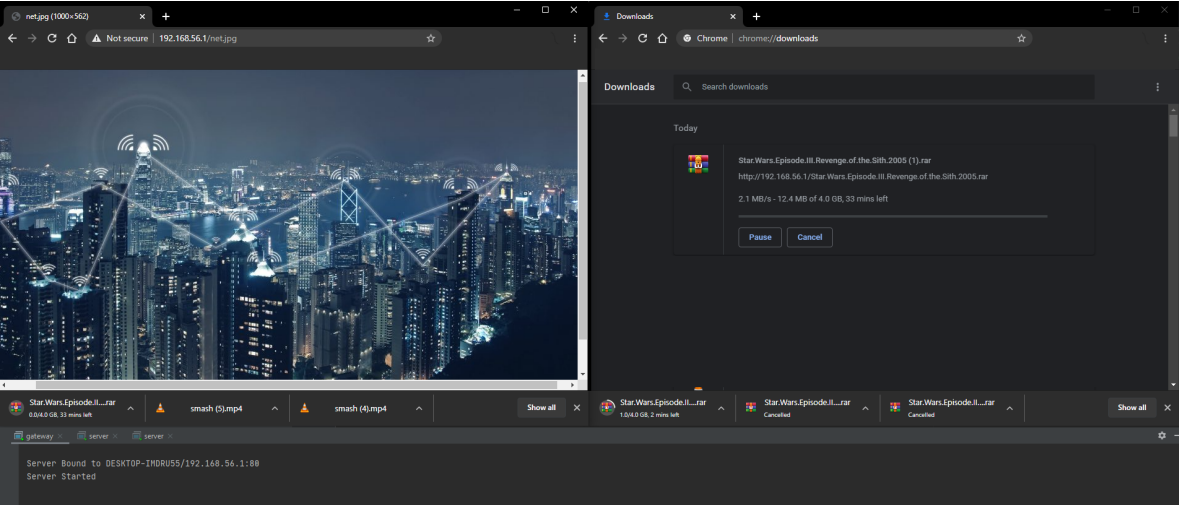 net.jpg (1000×562)
Not secure | 192.168.56.1/net.jpg
Star.Wars.Episode.II....rar
0.0/4.0 GB, 33 mins left
smash (5).mp4
smash (4).mp4
Show all
Downloads
Chrome | chrome://downloads
Downloads
Search downloads
Today
Star.Wars.Episode.III.Revenge.of.the.Sith.2005 (1).rar
http://192.168.56.1/Star.Wars.Episode.III.Revenge.of.the.Sith.2005.rar
2.1 MB/s - 12.4 MB of 4.0 GB, 33 mins left
Pause
Cancel
Star.Wars.Episode.II....rar
1.0/4.0 GB, 2 mins left
Star.Wars.Episode.II....rar
Cancelled
Star.Wars.Episode.II....rar
Cancelled
Show all
gateway
server
server
Server Bound to DESKTOP-IMDRU55/192.168.56.1:80
Server Started